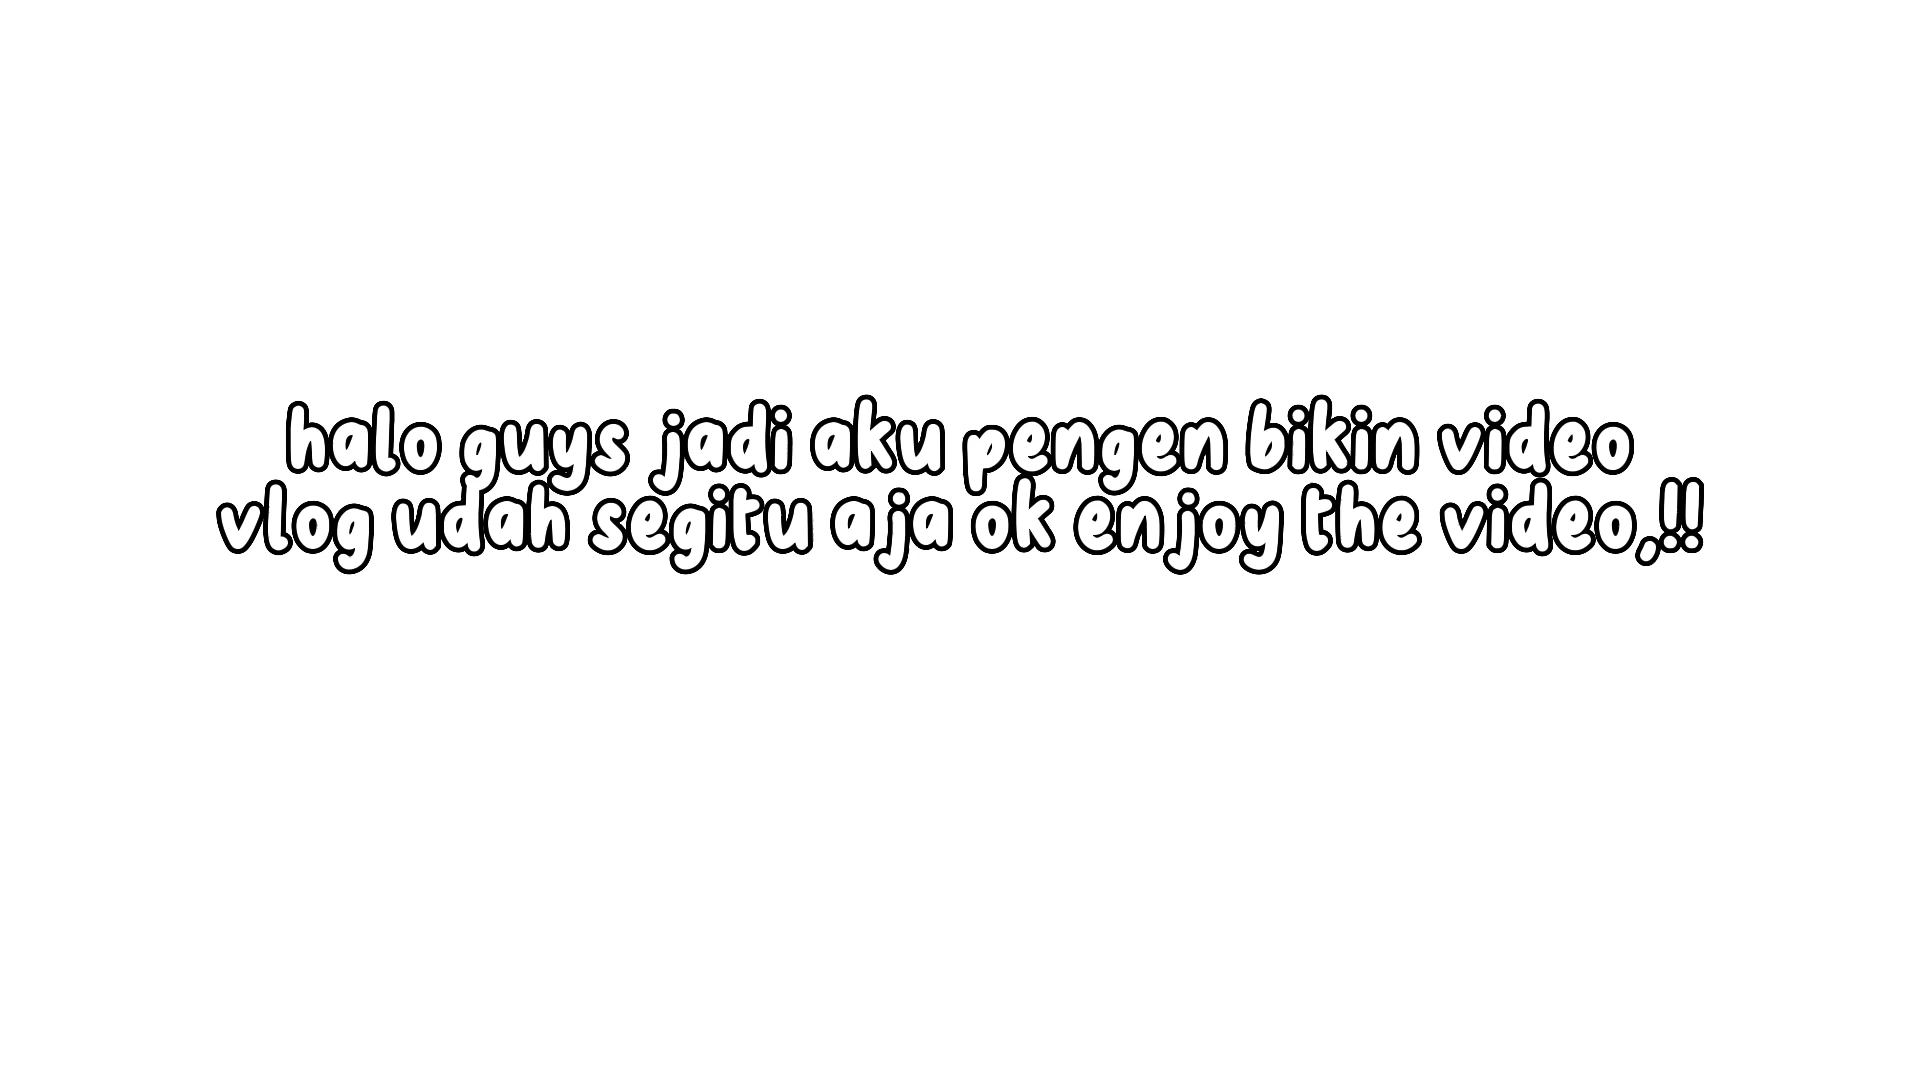 halo guys jadi aku pengen bikin video
vlog udah segitu aja ok enjoy the video,!!